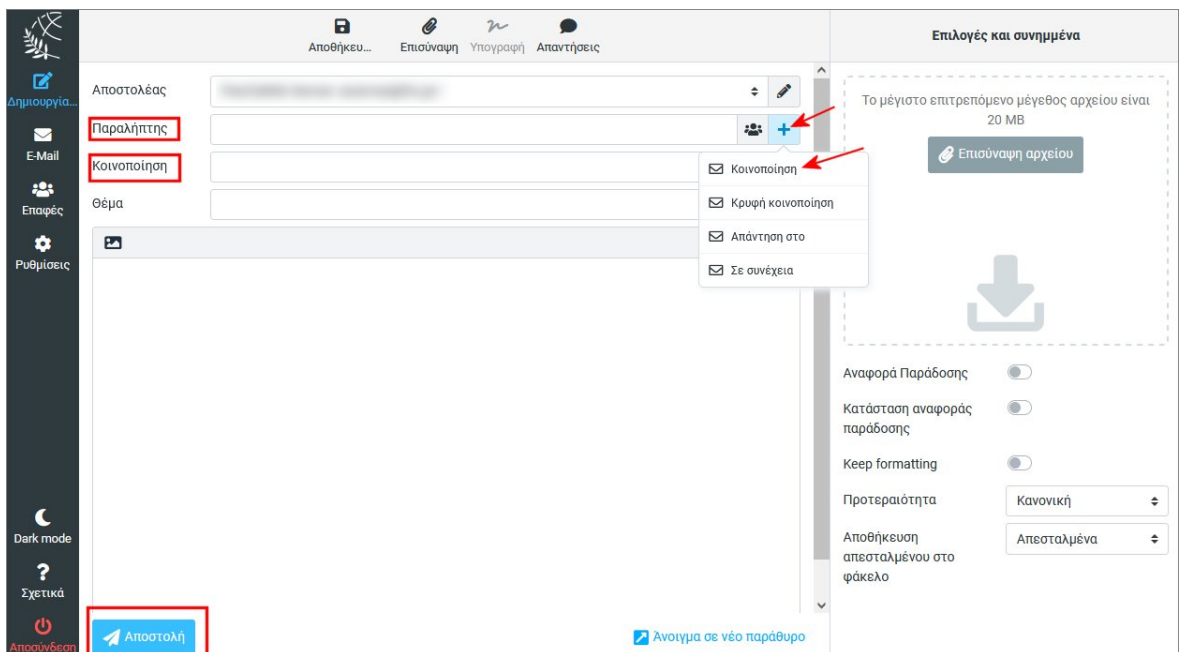 Αποθήκευ...
Επισύναψη
Υπογραφή
Απαντήσεις
Επιλογές και συνημμένα
Δημιουργία...
E-Mail
Επαφές
Ρυθμίσεις
Dark mode
Σχετικά
Αποσύνδεση
Αποστολέας
Παραλήπτης
Κοινοποίηση
Θέμα
Κοινοποίηση
Κρυφή κοινοποίηση
Απάντηση στο
Σε συνέχεια
Αποστολή
Άνοιγμα σε νέο παράθυρο
Το μέγιστο επιτρεπόμενο μέγεθος αρχείου είναι
20 MB
Επισύναψη αρχείου
Αναφορά Παράδοσης
Κατάσταση αναφοράς
παράδοσης
Keep formatting
Προτεραιότητα
Κανονική
Αποθήκευση
απεσταλμένου στο
φάκελο
Απεσταλμένα